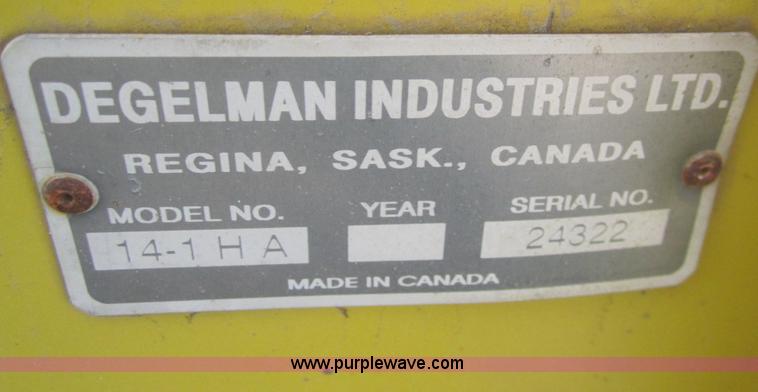 DEGELMAN INDUSTRIES LTD.
REGINA, SASK., CANADA
MODEL NO. YEAR SERIAL NO.
14-1 H A 24322
MADE IN CANADA
www.purplewave.com